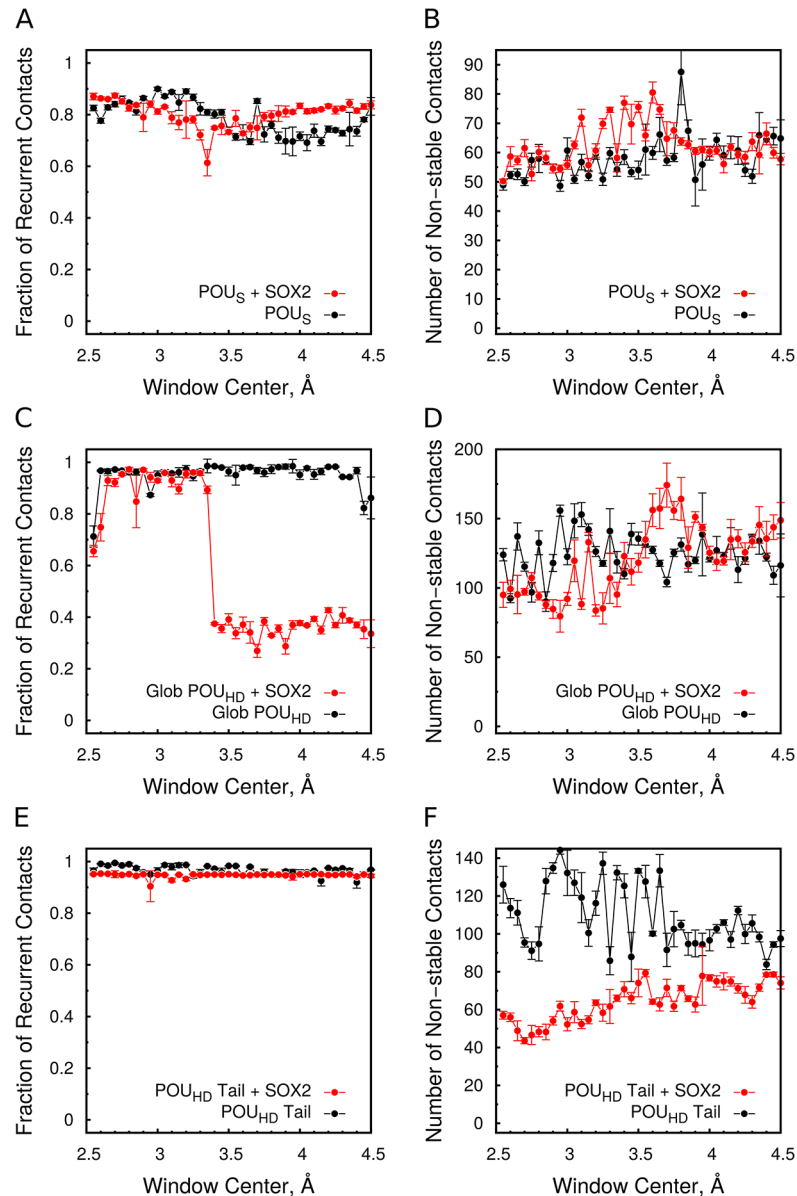 A
Fraction of Recurrent Contacts
1
0.8
0.6
0.4
0.2
0
POUS + SOX2
POUS
2.5 3 3.5 4 4.5
Window Center, Å
B
Number of Non-stable Contacts
90
80
70
60
50
40
30
20
10
0
POUS + SOX2
POUS
2.5 3 3.5 4 4.5
Window Center, Å
C
Fraction of Recurrent Contacts
1
0.8
0.6
0.4
0.2
0
Glob POUHD + SOX2
Glob POUHD
2.5 3 3.5 4 4.5
Window Center, Å
D
Number of Non-stable Contacts
200
150
100
50
0
Glob POUHD + SOX2
Glob POUHD
2.5 3 3.5 4 4.5
Window Center, Å
E
Fraction of Recurrent Contacts
1
0.8
0.6
0.4
0.2
0
POUHD Tail + SOX2
POUHD Tail
2.5 3 3.5 4 4.5
Window Center, Å
F
Number of Non-stable Contacts
140
120
100
80
60
40
20
0
POUHD Tail + SOX2
POUHD Tail
2.5 3 3.5 4 4.5
Window Center, Å